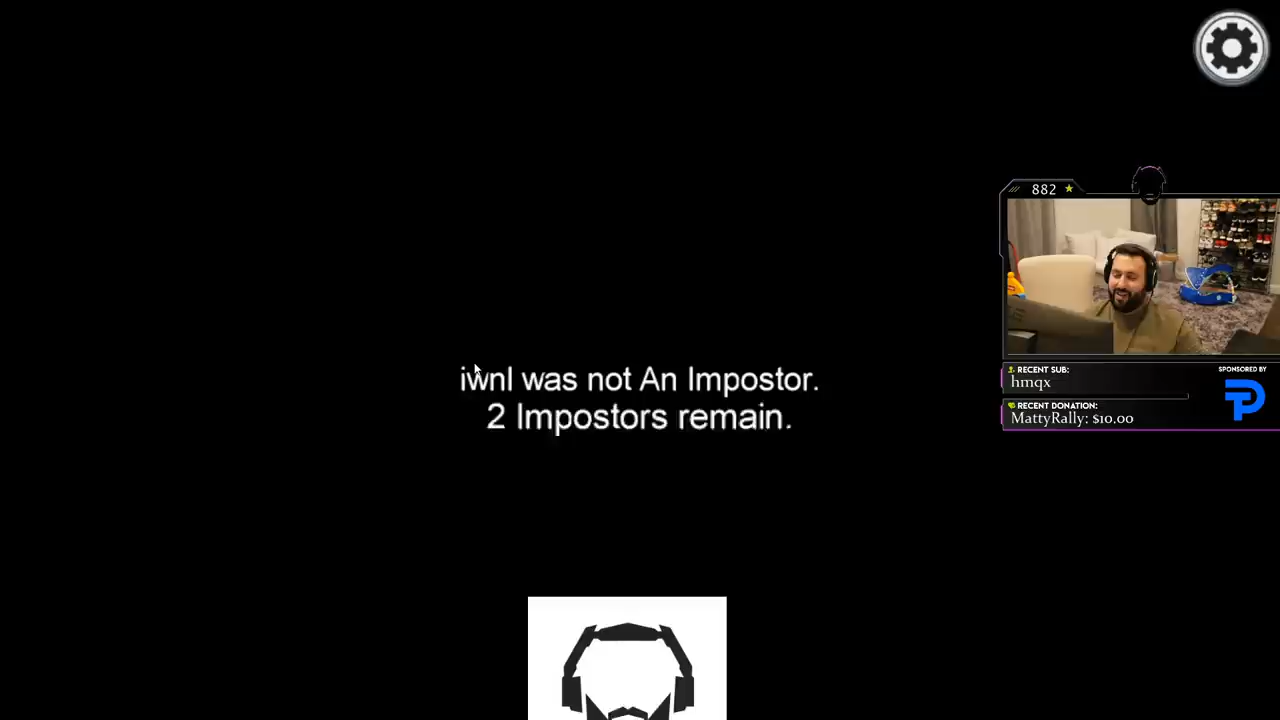 882
iwnl was not An Impostor.
2 Impostors remain.
RECENT SUB:
hmqx
SPONSORED BY
RECENT DONATION:
MattyRally: $10.00